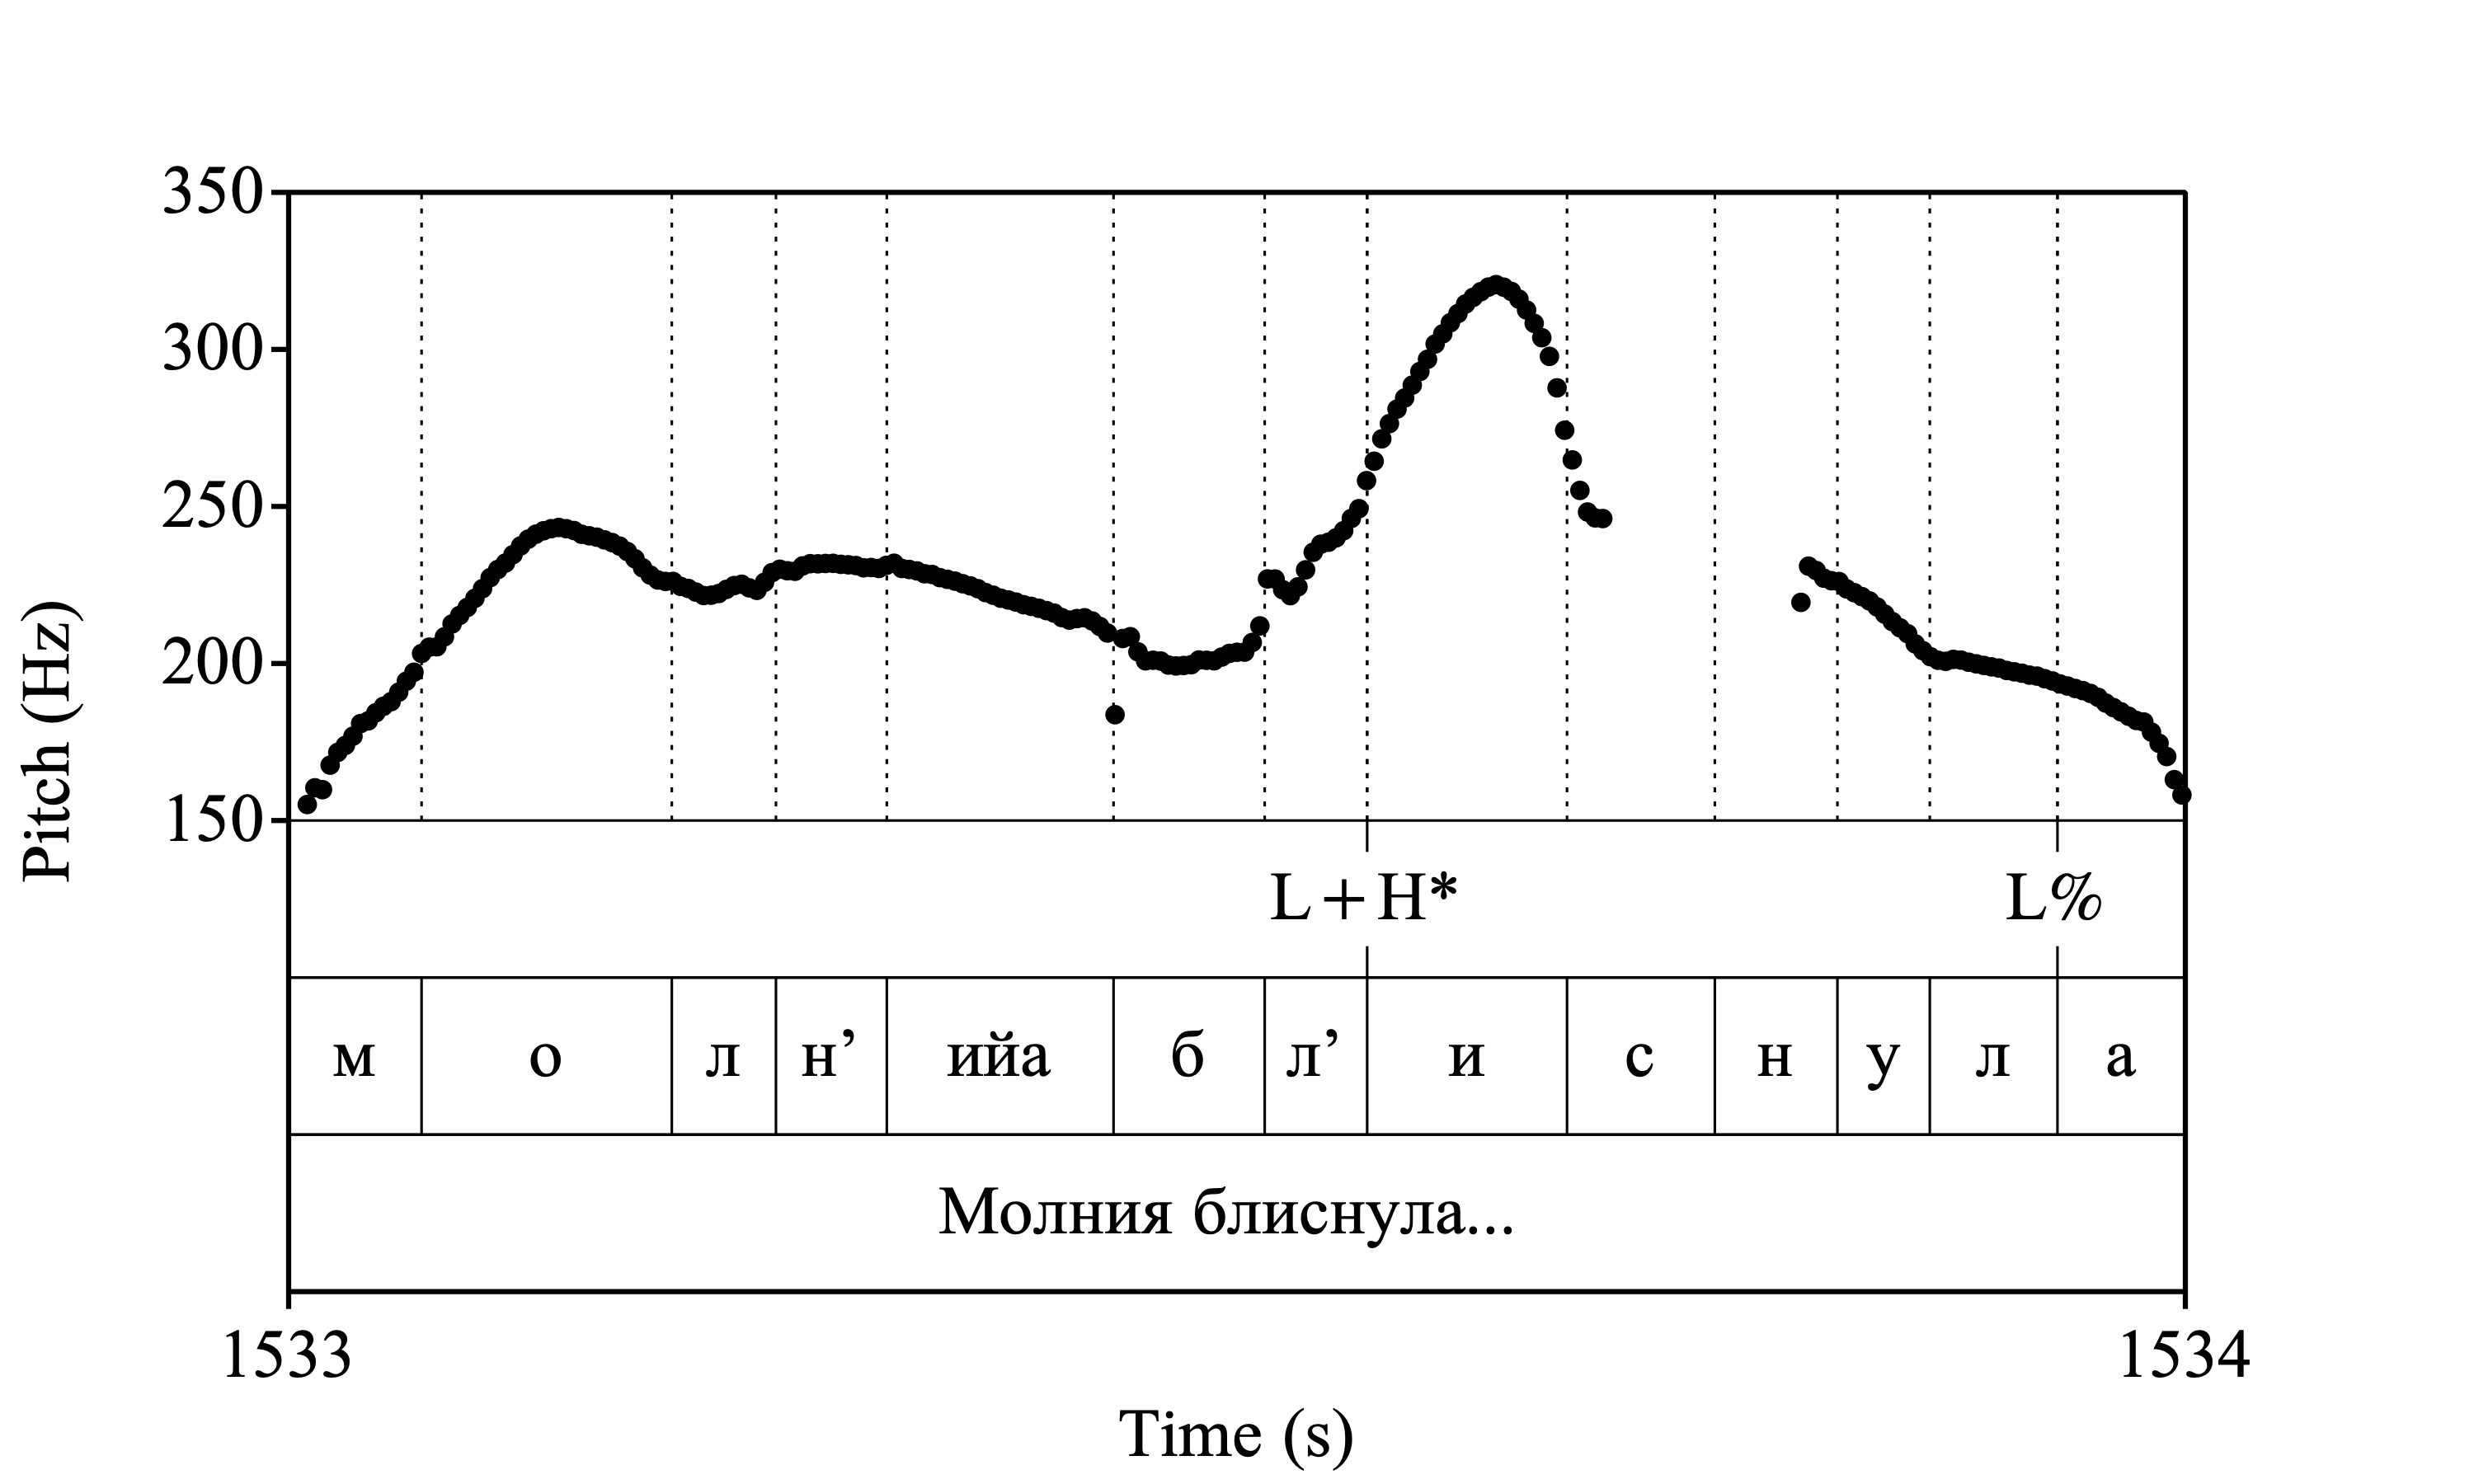 350
300
250
200
150
Pitch (Hz)
L+H* L%
м о л н’ ийа б л’ и с н у л а
Молния блиснула...
1533 1534
Time (s)